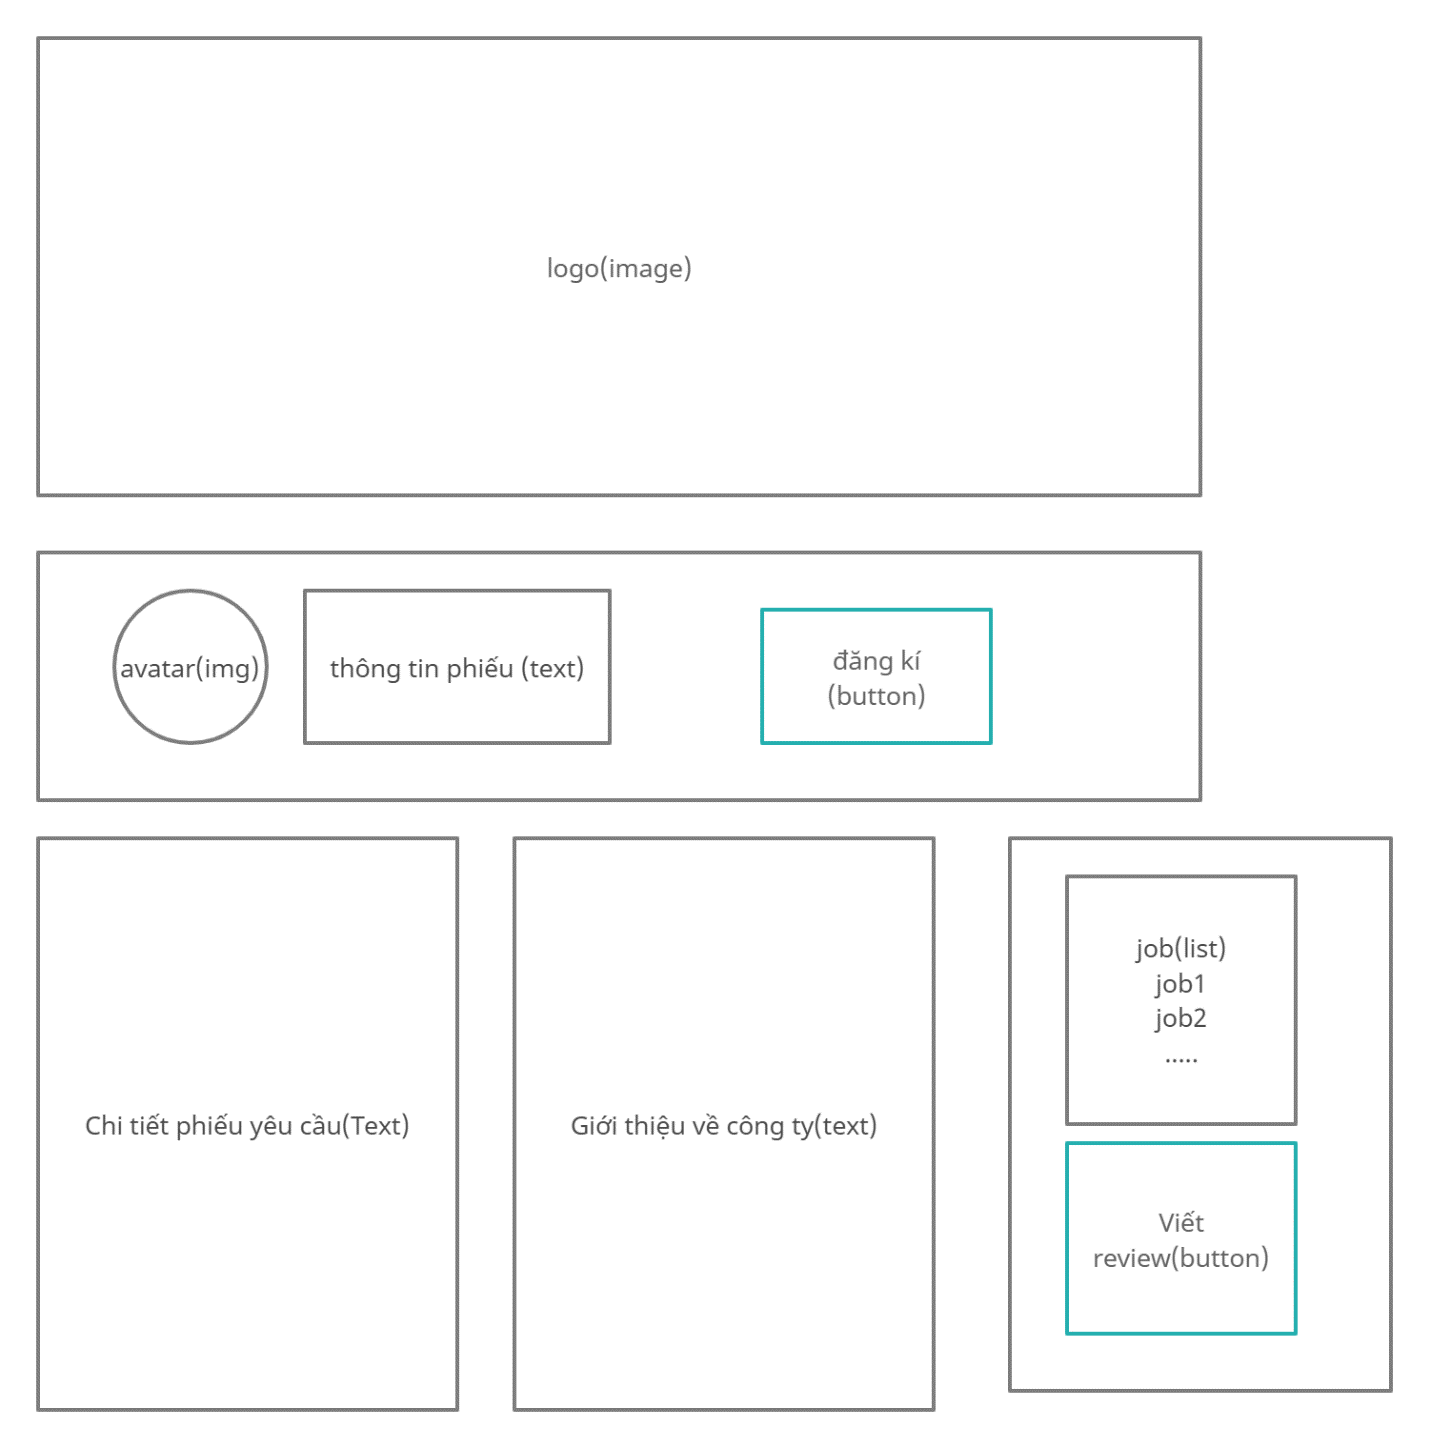 logo(image)
avatar(img)
thông tin phiếu (text)
đăng kí
(button)
Chi tiết phiếu yêu cầu(Text)
Giới thiệu về công ty(text)
job(list)
job1
job2
.....
Viết
review(button)